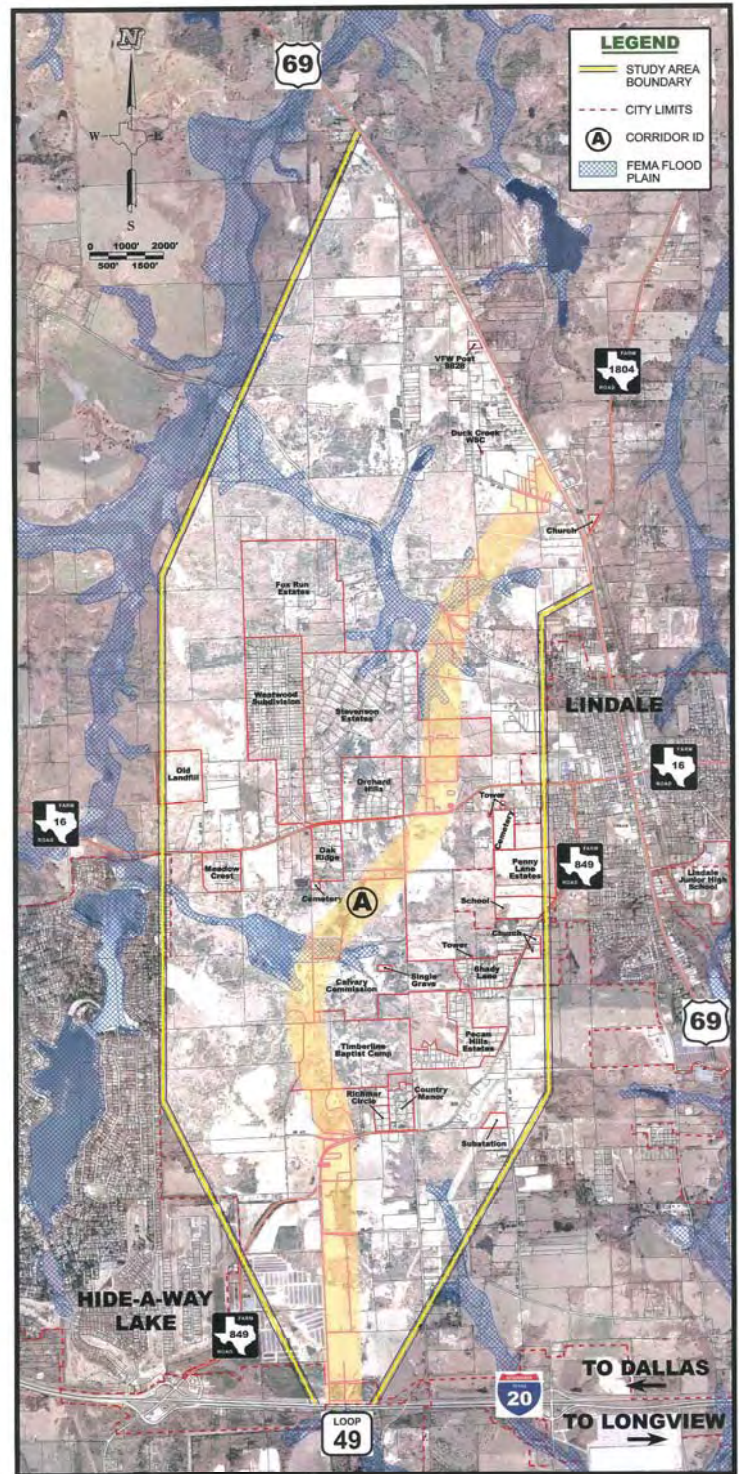 N
W
E
S
0 1000' 2000'
500' 1500'
69
LEGEND
STUDY AREA
BOUNDARY
CITY LIMITS
A CORRIDOR ID
FEMA FLOOD
PLAIN
VFW Post
FARM
1804
ROAD
Duck Creek
WSC
Church
Fox Run
Estates
Westwood
Subdivision
Stevenson
Estates
LINDALE
Old
Landfill
Orchard
Hills
FARM
16
ROAD
Tower
Cemetery
FARM
16
ROAD
Oak
Ridge
Meadow
Crest
Cemetery
Penny
Lane
Estates
FARM
849
ROAD
Lindale
Junior High
School
A
School
Church
Tower
Shady
Lane
Calvary
Commission
Single
Grave
69
Timberline
Baptist Camp
Pecan
Hills
Estates
Richmar
Circle
Country
Manor
Substation
HIDE-A-WAY
LAKE
FARM
849
ROAD
TO DALLAS
INTERSTATE
TEXAS
20
TO LONGVIEW
LOOP
49